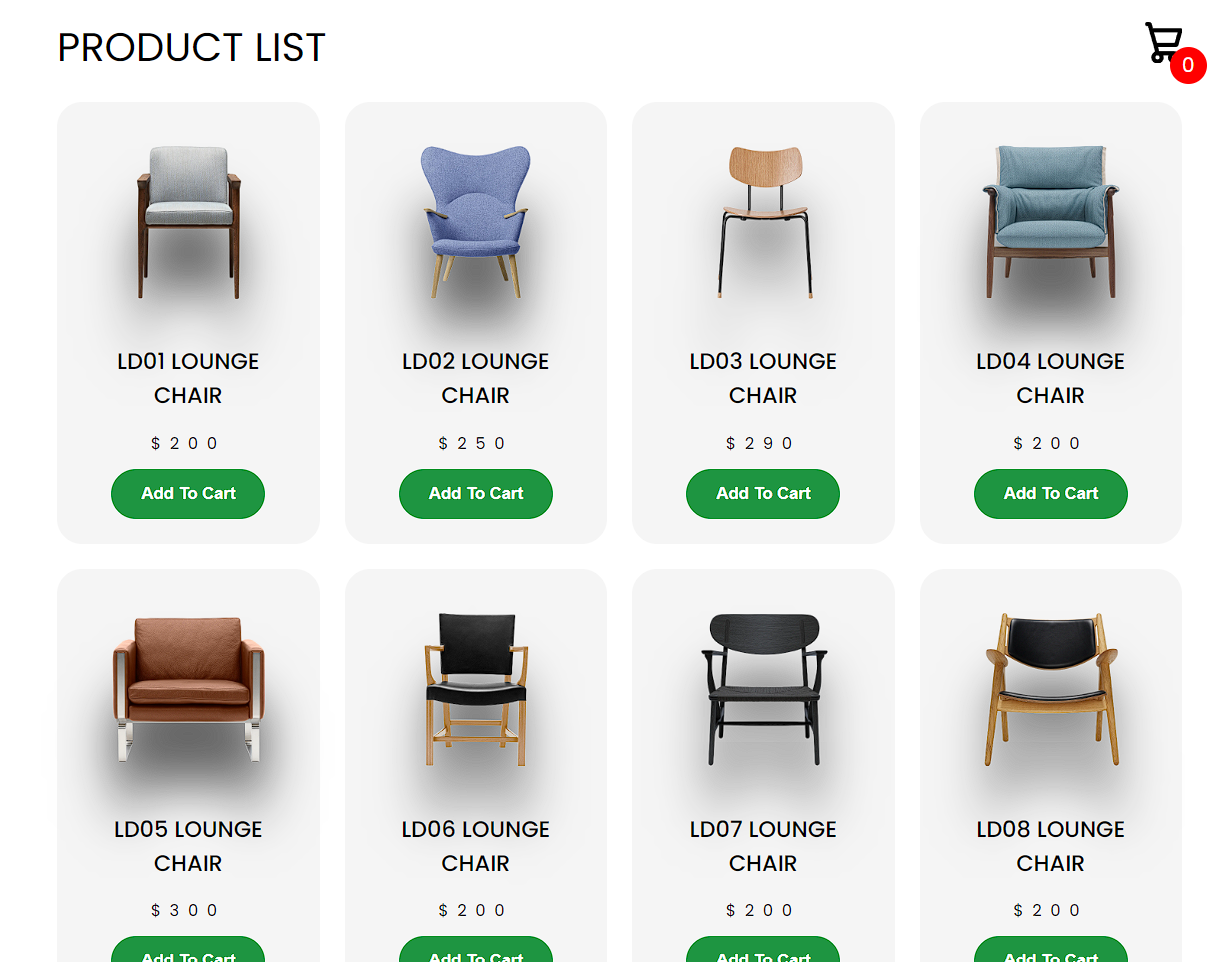 PRODUCT LIST
0
LD01 LOUNGE
CHAIR
$200
Add To Cart
LD02 LOUNGE
CHAIR
$250
Add To Cart
LD03 LOUNGE
CHAIR
$290
Add To Cart
LD04 LOUNGE
CHAIR
$200
Add To Cart
LD05 LOUNGE
CHAIR
$300
Add To Cart
LD06 LOUNGE
CHAIR
$200
Add To Cart
LD07 LOUNGE
CHAIR
$200
Add To Cart
LD08 LOUNGE
CHAIR
$200
Add To Cart